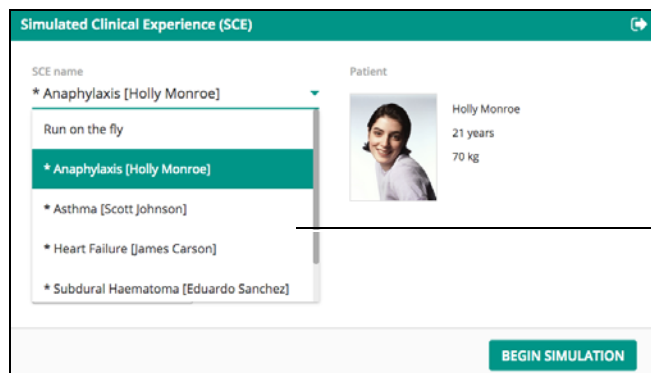 Simulated Clinical Experience (SCE)
SCE name
* Anaphylaxis [Holly Monroe]
Run on the fly
* Anaphylaxis [Holly Monroe]
* Asthma [Scott Johnson]
* Heart Failure [James Carson]
* Subdural Haematoma [Eduardo Sanchez]
Patient
Holly Monroe
21 years
70 kg
BEGIN SIMULATION